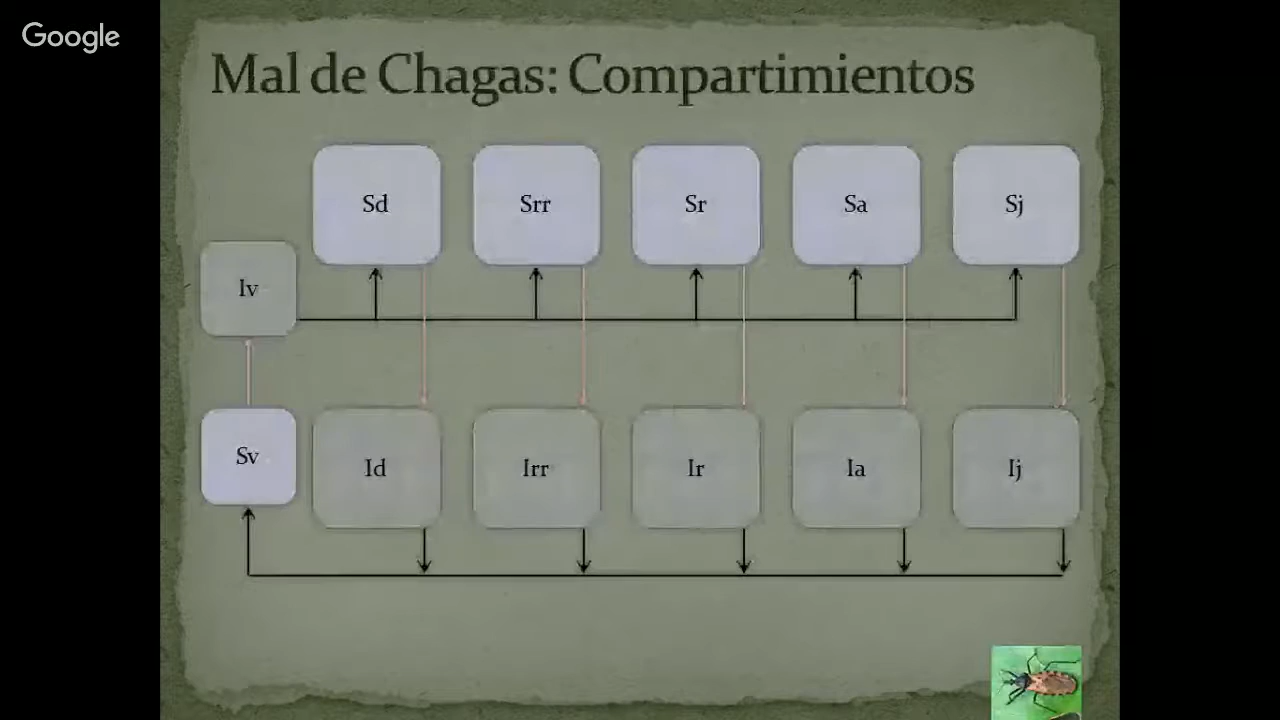 Google
Mal de Chagas: Compartimientos
Sd
Srr
Sr
Sa
Sj
Iv
Sv
Id
Irr
Ir
Ia
Ij